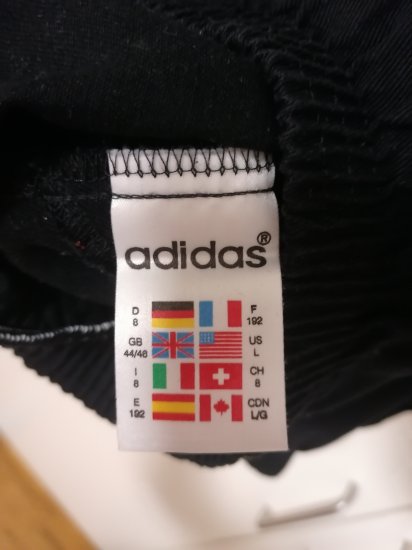 adidas®
D 8 F 192
GB 44/46 US L
I 8 CH 8
E 192 CDN L/G